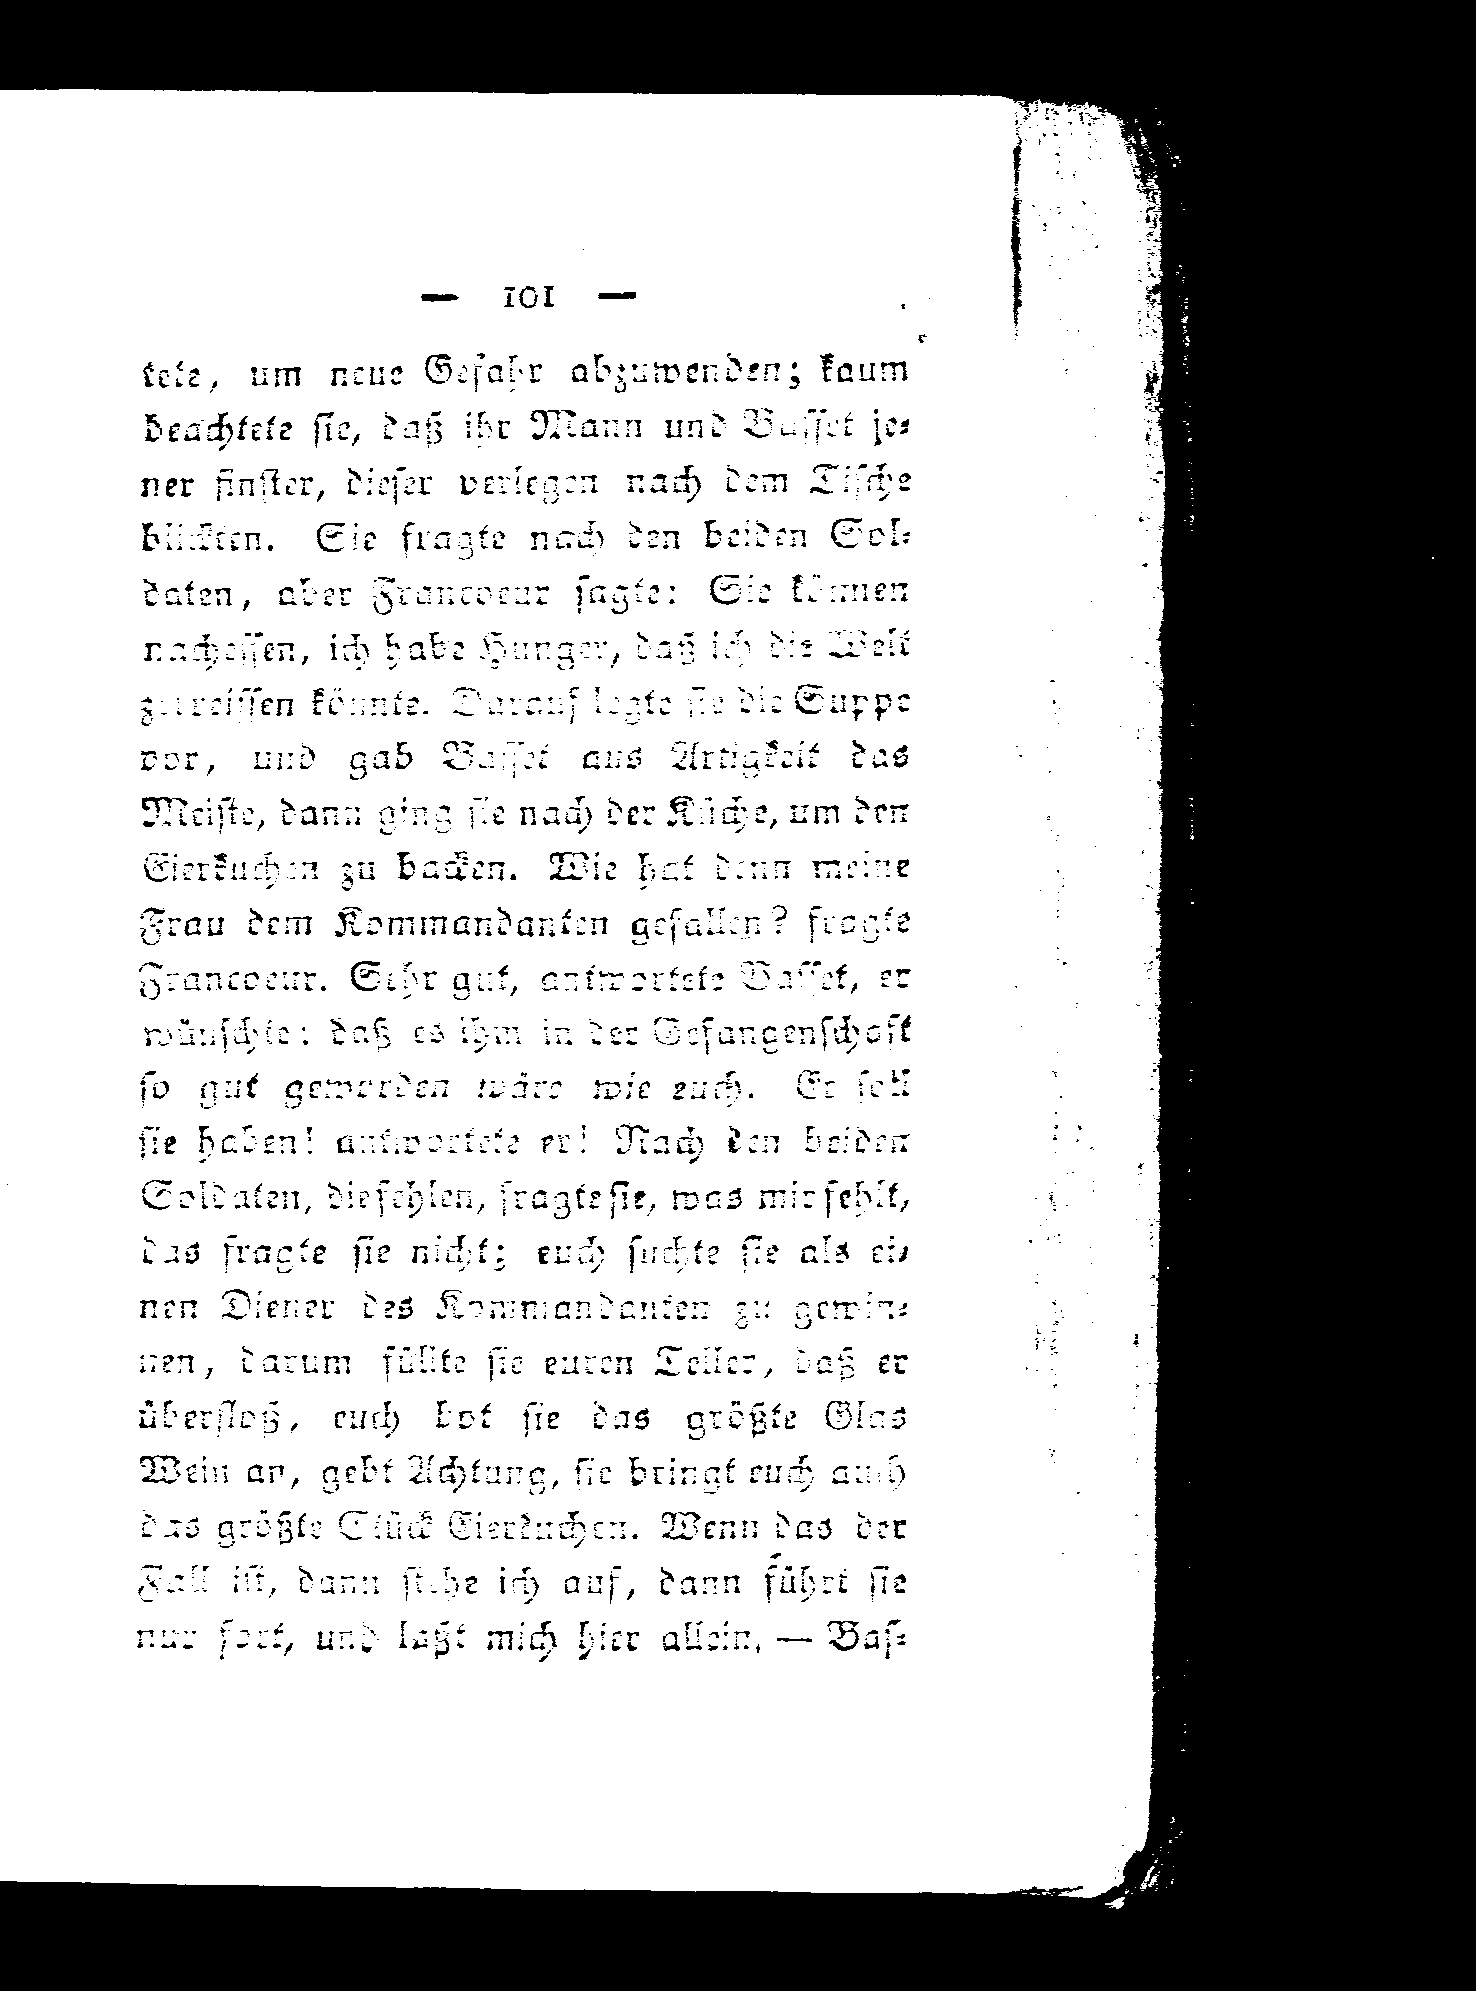 — 101 —
tete, um neue Gefahr abzuwenden; kaum
beachtete ſie, daß ihr Mann und Baſſet je⸗
ner finſter, dieſer verlegen nach dem Tiſche
blickten. Sie fragte nach den beiden Sol⸗
daten, aber Francoeur ſagte: Sie können
nacheſſen, ich habe Hunger, daß ich die Welt
zerreiſſen könnte. Darauf legte ſie die Suppe
vor, und gab Baſſet aus Artigkeit das
Meiſte, dann ging ſie nach der Küche, um den
Eierkuchen zu backen. Wie hat denn meine
Frau dem Kommandanten gefallen? fragte
Francoeur. Sehr gut, antwortete Baſſet, er
wünſchte: daß es ihm in der Gefangenſchaft
ſo gut geworden wäre wie euch. Er ſoll
ſie haben! antwortete er! Nach den beiden
Soldaten, die fehlen, fragte ſie, was mir fehlt,
das fragte ſie nicht; euch ſuchte ſie als ei⸗
nen Diener des Kommandanten zu gewin⸗
nen, darum füllte ſie euren Teller, daß er
überfloß, euch bot ſie das größte Glas
Wein an, gebt Achtung, ſie bringt euch auch
das größte Stück Eierkuchen. Wenn das der
Fall iſt, dann ſtehe ich auf, dann führt ſie
nur fort, und laßt mich hier allein. — Baſ⸗